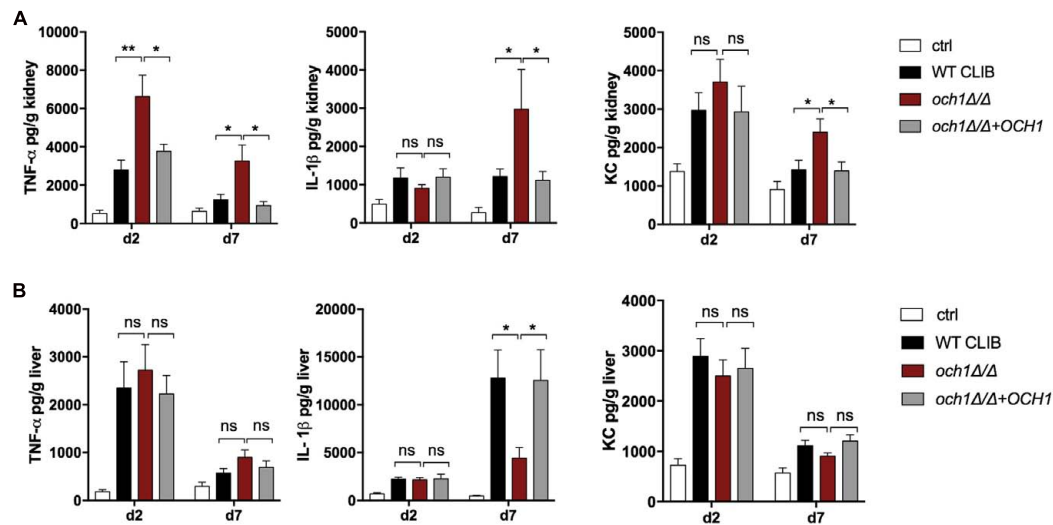 A
TNF-α pg/g kidney
10000
8000
6000
4000
2000
0
** *
* *
d2 d7
IL-1β pg/g kidney
5000
4000
3000
2000
1000
0
ns ns
* *
d2 d7
KC pg/g kidney
5000
4000
3000
2000
1000
0
ns ns
* *
d2 d7
ctrl
WT CLIB
och1Δ/Δ
och1Δ/Δ+OCH1
B
TNF-α pg/g liver
4000
3000
2000
1000
0
ns ns
ns ns
d2 d7
IL- 1β pg/g liver
20000
15000
10000
5000
0
ns ns
* *
d2 d7
KC pg/g liver
4000
3000
2000
1000
0
ns ns
ns ns
d2 d7
ctrl
WT CLIB
och1Δ/Δ
och1Δ/Δ+OCH1